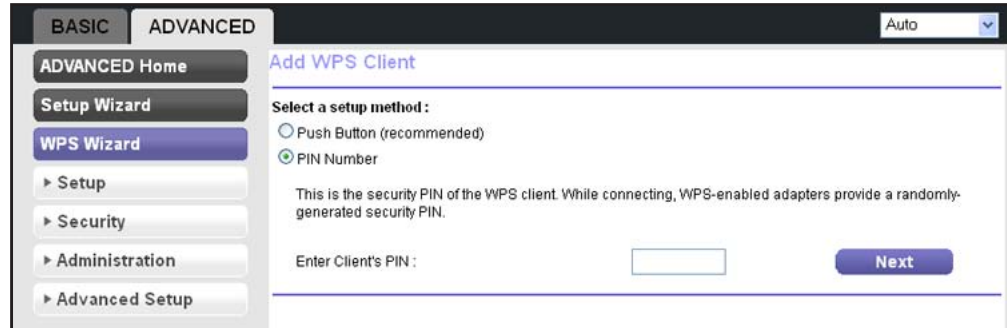 BASIC
ADVANCED
Auto
ADVANCED Home
Setup Wizard
WPS Wizard
Setup
Security
Administration
Advanced Setup
Add WPS Client
Select a setup method :
Push Button (recommended)
PIN Number
This is the security PIN of the WPS client. While connecting, WPS-enabled adapters provide a randomly-
generated security PIN.
Enter Client's PIN :
Next